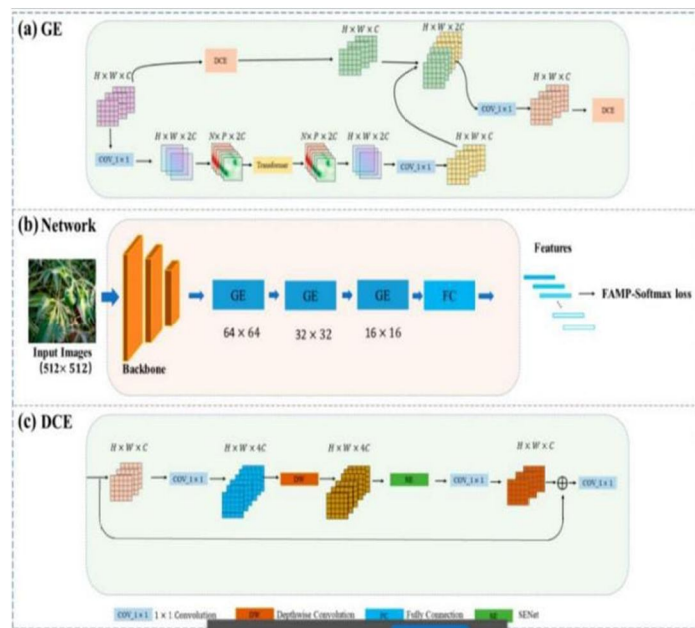 (a) GE
H × W × C
DCE
H × W × C
H × W × 2C
COV_1×1
H × W × C
DCE
COV_1×1
H × W × 2C
N × P × 2C
Transformer
N × P × 2C
H × W × 2C
COV_1×1
H × W × C
(b) Network
Input Images
(512× 512)
Backbone
GE
64 × 64
GE
32 × 32
GE
16 × 16
FC
Features
FAMP-Softmax loss
(c) DCE
H × W × C
COV_1×1
H × W × 4C
DW
H × W × 4C
SE
COV_1×1
H × W × C
COV_1×1
COV_1×1 1 × 1 Convolution DW Depthwise Convolution FC Fully Connection SE SENet